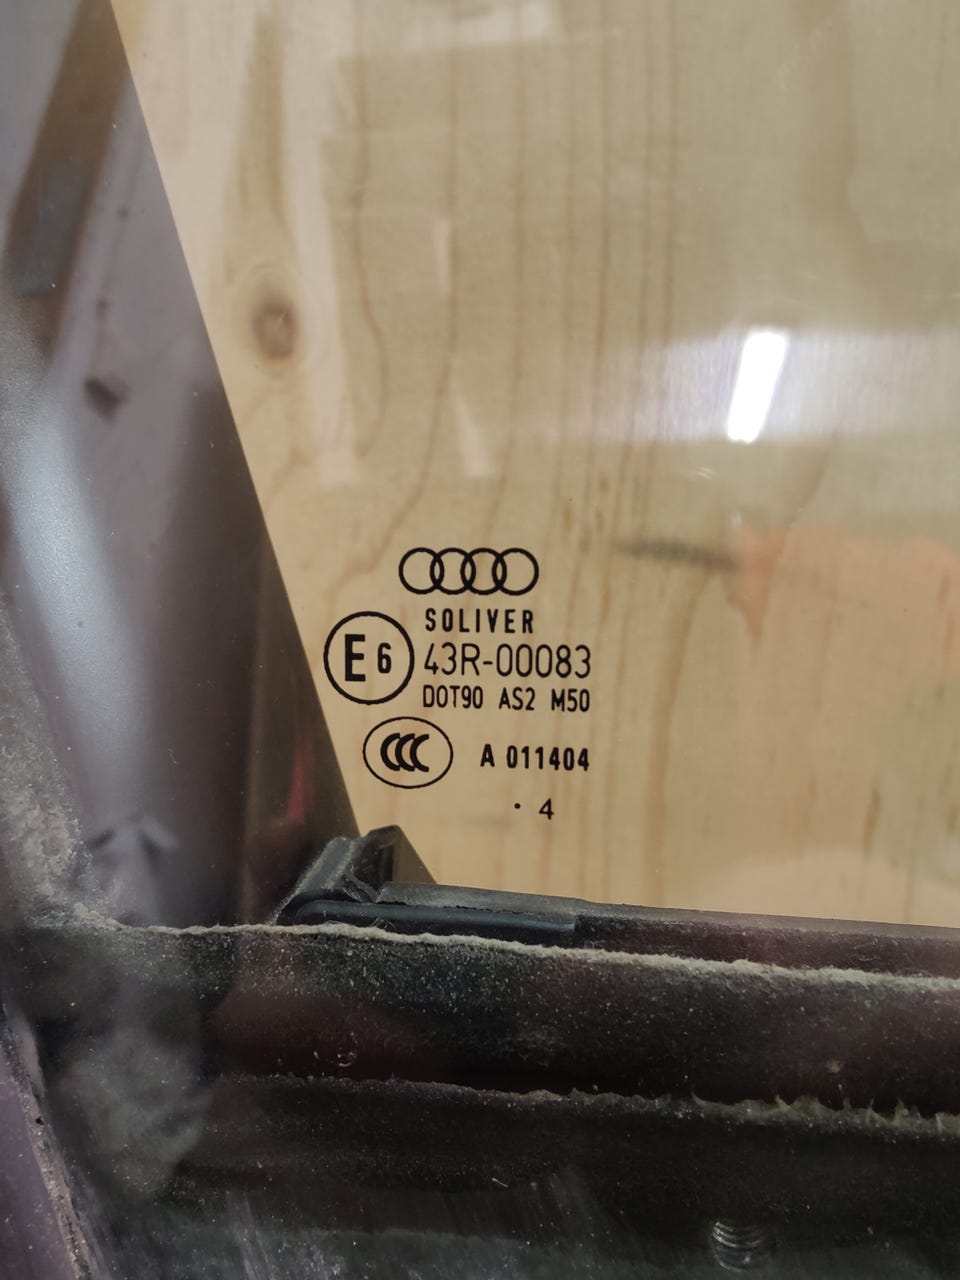 SOLIVER
E6 43R-00083
DOT90 AS2 M50
CCC A 011404
· 4